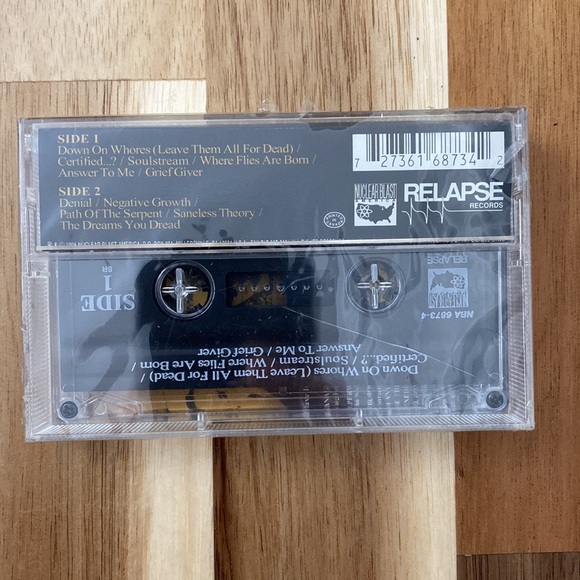 SIDE 1
Down On Whores (Leave Them All For Dead) /
Certified...? / Soulstream / Where Flies Are Born /
Answer To Me / Grief Giver
SIDE 2
Denial / Negative Growth /
Path Of The Serpent / Saneless Theory /
The Dreams You Dread
7 27361 68734 2
NUCLEAR BLAST
RELAPSE
RECORDS
SIDE
1
SR
RELAPSE
NBA 6873-4
Down On Whores (Leave Them All For Dead) /
Certified...? / Soulstream / Where Flies Are Born /
Answer To Me / Grief Giver